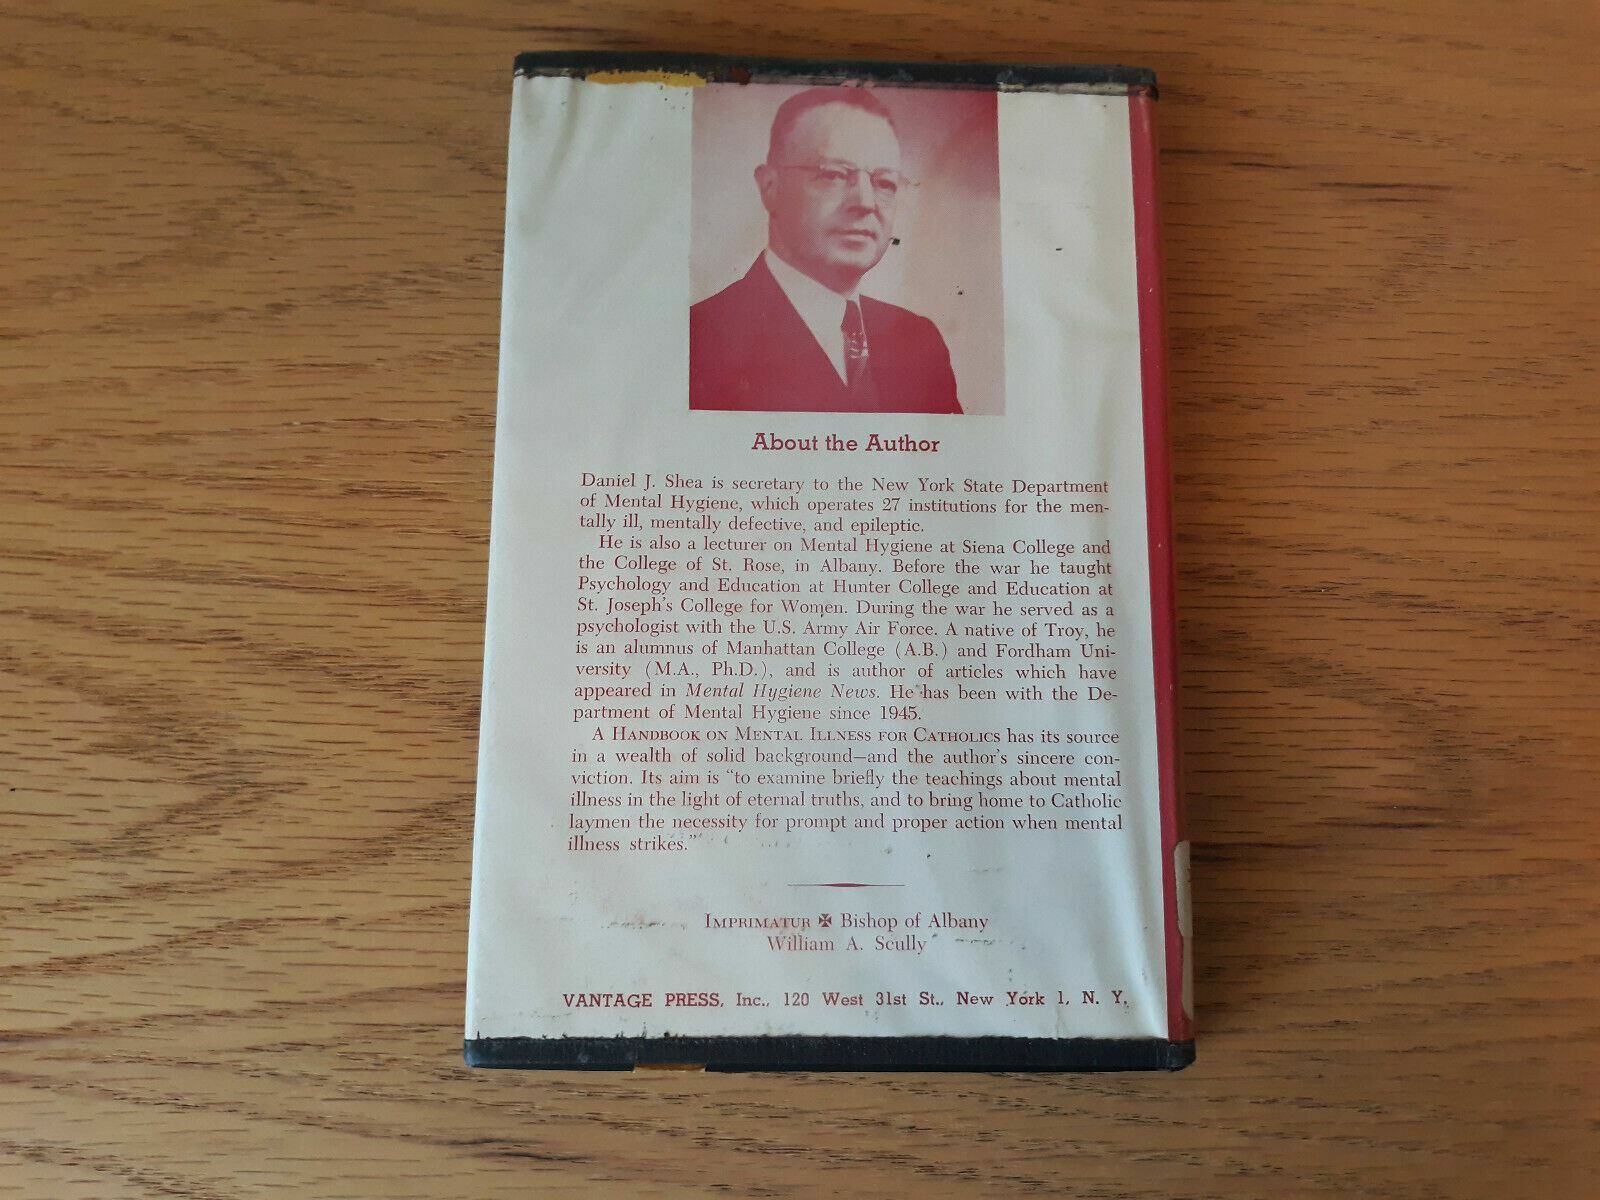 About the Author
Daniel J. Shea is secretary to the New York State Department
of Mental Hygiene, which operates 27 institutions for the men-
tally ill, mentally defective, and epileptic.
He is also a lecturer on Mental Hygiene at Siena College and
the College of St. Rose, in Albany. Before the war he taught
Psychology and Education at Hunter College and Education at
St. Joseph's College for Women. During the war he served as a
psychologist with the U.S. Army Air Force. A native of Troy, he
is an alumnus of Manhattan College (A.B.) and Fordham Uni-
versity (M.A., Ph.D.), and is author of articles which have
appeared in Mental Hygiene News. He has been with the De-
partment of Mental Hygiene since 1945.
A HANDBOOK ON MENTAL ILLNESS FOR CATHOLICS has its source
in a wealth of solid background—and the author's sincere con-
viction. Its aim is "to examine briefly the teachings about mental
illness in the light of eternal truths, and to bring home to Catholic
laymen the necessity for prompt and proper action when mental
illness strikes."
IMPRIMATUR ✠ Bishop of Albany
William A. Scully
VANTAGE PRESS, Inc., 120 West 31st St., New York 1, N. Y.